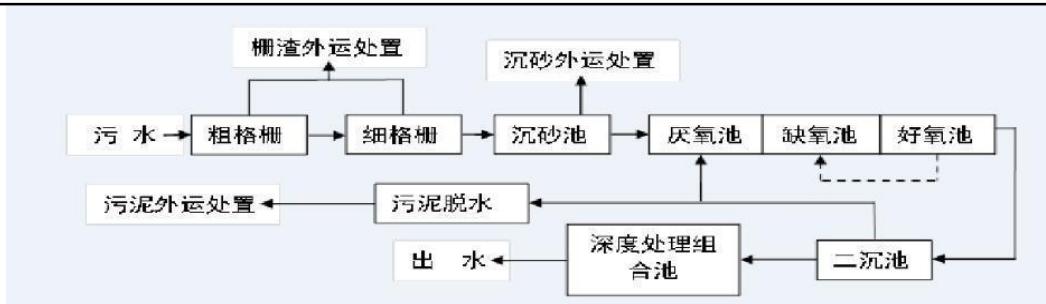 栅渣外运处置
沉砂外运处置
污 水
粗格栅
细格栅
沉砂池
厌氧池
缺氧池
好氧池
污泥外运处置
污泥脱水
出 水
深度处理组
合池
二沉池